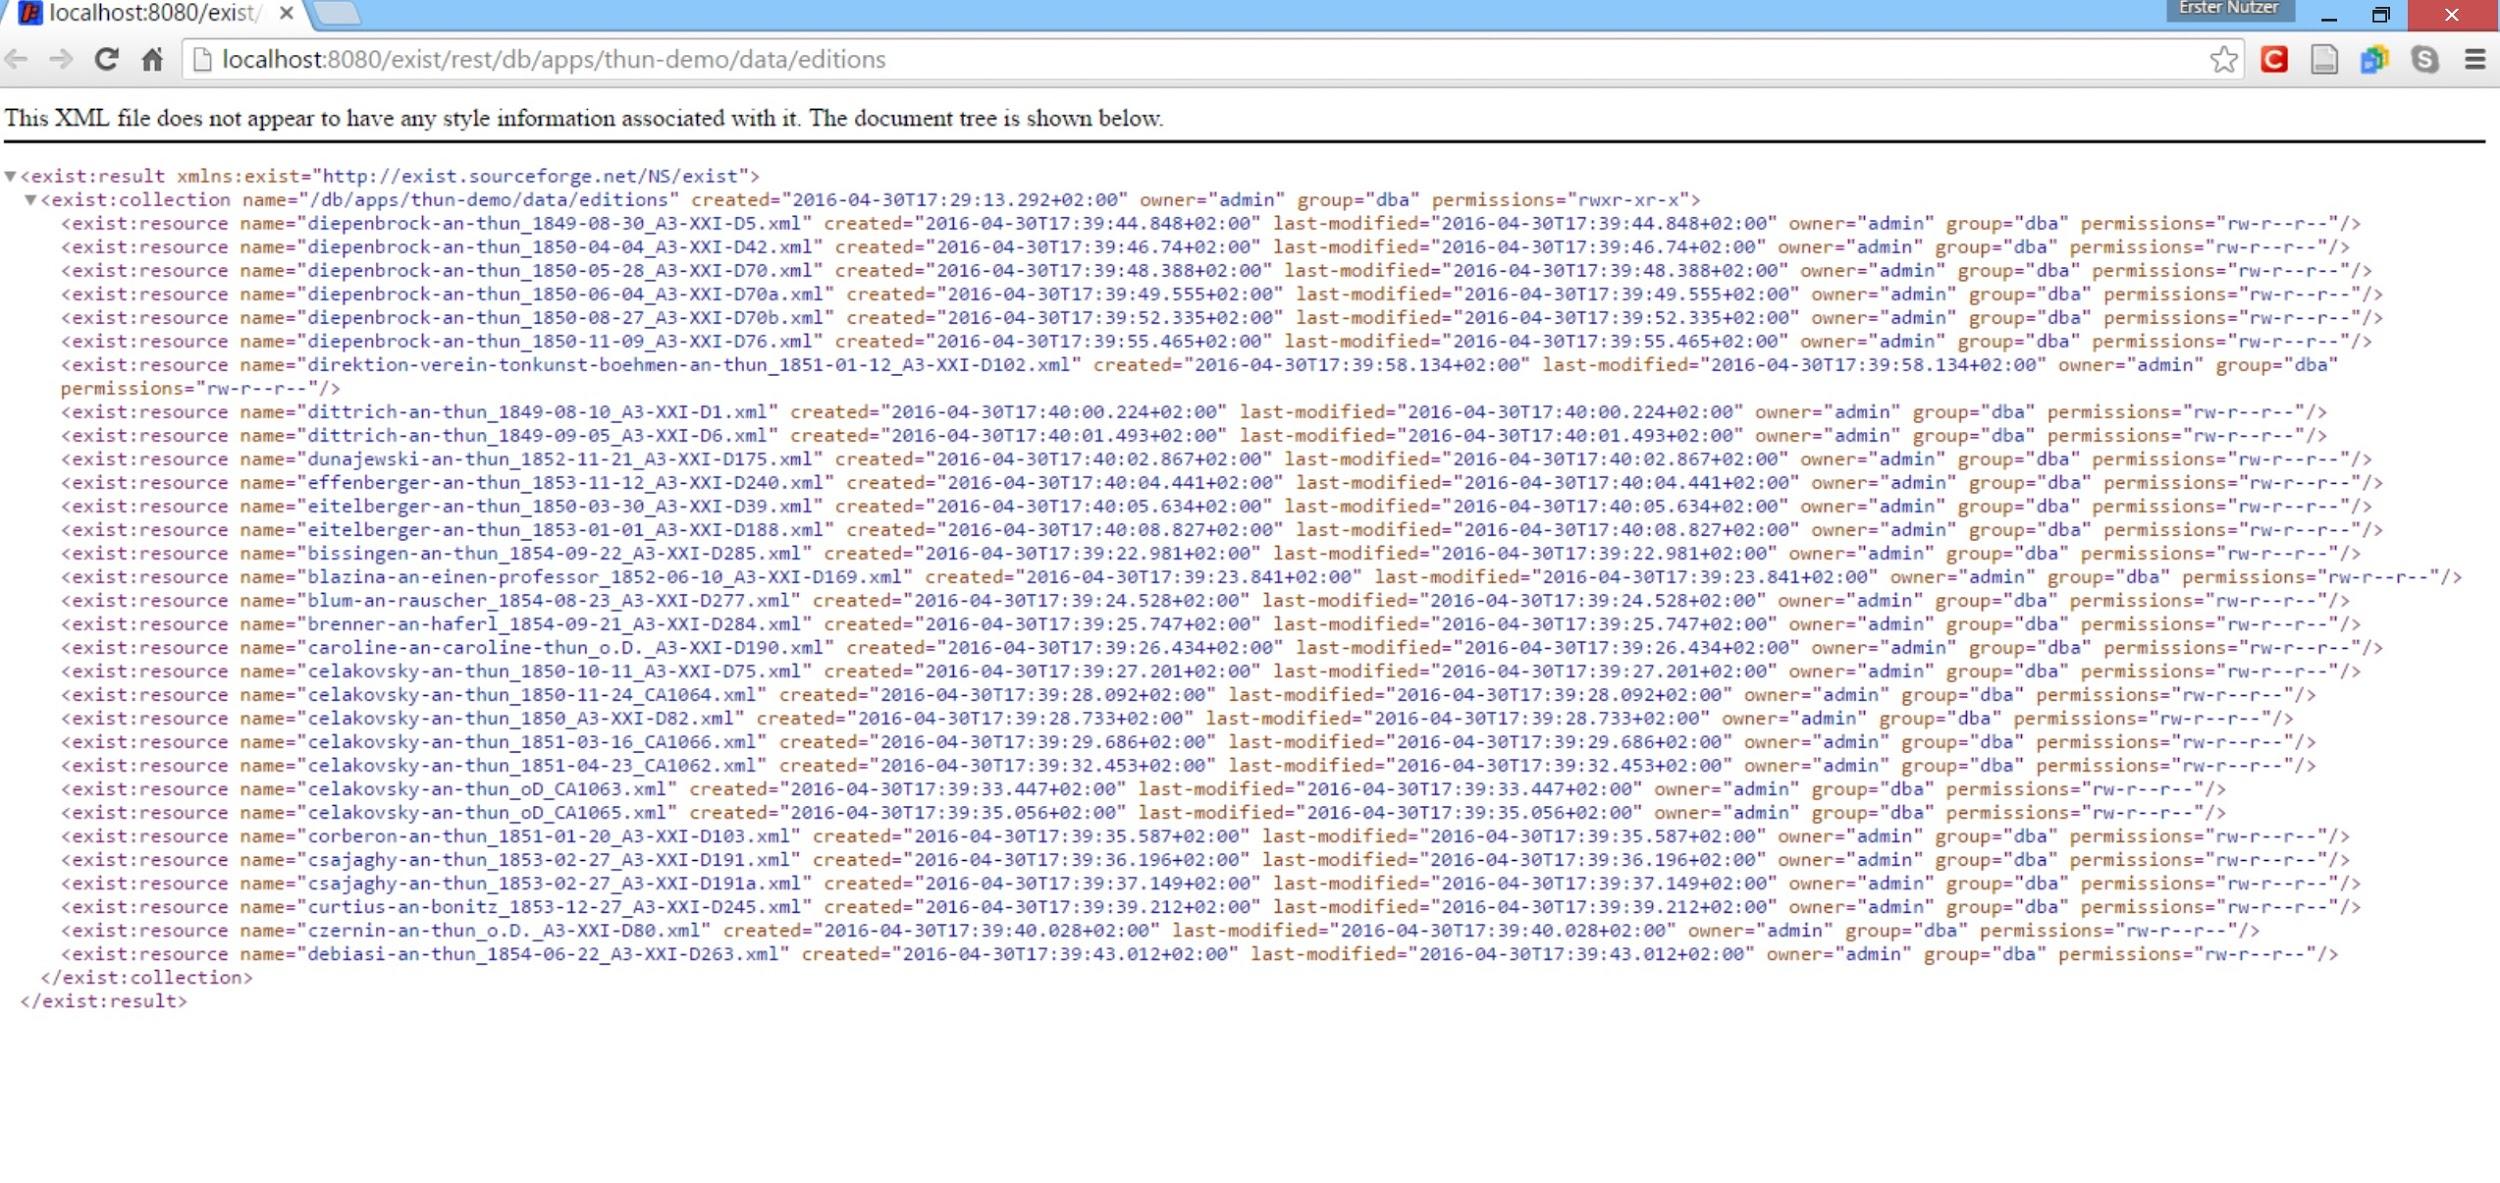 localhost:8080/exist/
Erster Nutzer
localhost:8080/exist/rest/db/apps/thun-demo/data/editions
This XML file does not appear to have any style information associated with it. The document tree is shown below.
▼<exist:result xmlns:exist="http://exist.sourceforge.net/NS/exist">
▼<exist:collection name="/db/apps/thun-demo/data/editions" created="2016-04-30T17:29:13.292+02:00" owner="admin" group="dba" permissions="rwxr-xr-x">
<exist:resource name="diepenbrock-an-thun_1849-08-30_A3-XXI-D5.xml" created="2016-04-30T17:39:44.848+02:00" last-modified="2016-04-30T17:39:44.848+02:00" owner="admin" group="dba" permissions="rw-r--r--"/>
<exist:resource name="diepenbrock-an-thun_1850-04-04_A3-XXI-D42.xml" created="2016-04-30T17:39:46.74+02:00" last-modified="2016-04-30T17:39:46.74+02:00" owner="admin" group="dba" permissions="rw-r--r--"/>
<exist:resource name="diepenbrock-an-thun_1850-05-28_A3-XXI-D70.xml" created="2016-04-30T17:39:48.388+02:00" last-modified="2016-04-30T17:39:48.388+02:00" owner="admin" group="dba" permissions="rw-r--r--"/>
<exist:resource name="diepenbrock-an-thun_1850-06-04_A3-XXI-D70a.xml" created="2016-04-30T17:39:49.555+02:00" last-modified="2016-04-30T17:39:49.555+02:00" owner="admin" group="dba" permissions="rw-r--r--"/>
<exist:resource name="diepenbrock-an-thun_1850-08-27_A3-XXI-D70b.xml" created="2016-04-30T17:39:52.335+02:00" last-modified="2016-04-30T17:39:52.335+02:00" owner="admin" group="dba" permissions="rw-r--r--"/>
<exist:resource name="diepenbrock-an-thun_1850-11-09_A3-XXI-D76.xml" created="2016-04-30T17:39:55.465+02:00" last-modified="2016-04-30T17:39:55.465+02:00" owner="admin" group="dba" permissions="rw-r--r--"/>
<exist:resource name="direktion-verein-tonkunst-boehmen-an-thun_1851-01-12_A3-XXI-D102.xml" created="2016-04-30T17:39:58.134+02:00" last-modified="2016-04-30T17:39:58.134+02:00" owner="admin" group="dba"
permissions="rw-r--r--"/>
<exist:resource name="dittrich-an-thun_1849-08-10_A3-XXI-D1.xml" created="2016-04-30T17:40:00.224+02:00" last-modified="2016-04-30T17:40:00.224+02:00" owner="admin" group="dba" permissions="rw-r--r--"/>
<exist:resource name="dittrich-an-thun_1849-09-05_A3-XXI-D6.xml" created="2016-04-30T17:40:01.493+02:00" last-modified="2016-04-30T17:40:01.493+02:00" owner="admin" group="dba" permissions="rw-r--r--"/>
<exist:resource name="dunajewski-an-thun_1852-11-21_A3-XXI-D175.xml" created="2016-04-30T17:40:02.867+02:00" last-modified="2016-04-30T17:40:02.867+02:00" owner="admin" group="dba" permissions="rw-r--r--"/>
<exist:resource name="effenberger-an-thun_1853-11-12_A3-XXI-D240.xml" created="2016-04-30T17:40:04.441+02:00" last-modified="2016-04-30T17:40:04.441+02:00" owner="admin" group="dba" permissions="rw-r--r--"/>
<exist:resource name="eitelberger-an-thun_1850-03-30_A3-XXI-D39.xml" created="2016-04-30T17:40:05.634+02:00" last-modified="2016-04-30T17:40:05.634+02:00" owner="admin" group="dba" permissions="rw-r--r--"/>
<exist:resource name="eitelberger-an-thun_1853-01-01_A3-XXI-D188.xml" created="2016-04-30T17:40:08.827+02:00" last-modified="2016-04-30T17:40:08.827+02:00" owner="admin" group="dba" permissions="rw-r--r--"/>
<exist:resource name="bissingen-an-thun_1854-09-22_A3-XXI-D285.xml" created="2016-04-30T17:39:22.981+02:00" last-modified="2016-04-30T17:39:22.981+02:00" owner="admin" group="dba" permissions="rw-r--r--"/>
<exist:resource name="blazina-an-einen-professor_1852-06-10_A3-XXI-D169.xml" created="2016-04-30T17:39:23.841+02:00" last-modified="2016-04-30T17:39:23.841+02:00" owner="admin" group="dba" permissions="rw-r--r--"/>
<exist:resource name="blum-an-rauscher_1854-08-23_A3-XXI-D277.xml" created="2016-04-30T17:39:24.528+02:00" last-modified="2016-04-30T17:39:24.528+02:00" owner="admin" group="dba" permissions="rw-r--r--"/>
<exist:resource name="brenner-an-haferl_1854-09-21_A3-XXI-D284.xml" created="2016-04-30T17:39:25.747+02:00" last-modified="2016-04-30T17:39:25.747+02:00" owner="admin" group="dba" permissions="rw-r--r--"/>
<exist:resource name="caroline-an-caroline-thun_o.D._A3-XXI-D190.xml" created="2016-04-30T17:39:26.434+02:00" last-modified="2016-04-30T17:39:26.434+02:00" owner="admin" group="dba" permissions="rw-r--r--"/>
<exist:resource name="celakovsky-an-thun_1850-10-11_A3-XXI-D75.xml" created="2016-04-30T17:39:27.201+02:00" last-modified="2016-04-30T17:39:27.201+02:00" owner="admin" group="dba" permissions="rw-r--r--"/>
<exist:resource name="celakovsky-an-thun_1850-11-24_CA1064.xml" created="2016-04-30T17:39:28.092+02:00" last-modified="2016-04-30T17:39:28.092+02:00" owner="admin" group="dba" permissions="rw-r--r--"/>
<exist:resource name="celakovsky-an-thun_1850_A3-XXI-D82.xml" created="2016-04-30T17:39:28.733+02:00" last-modified="2016-04-30T17:39:28.733+02:00" owner="admin" group="dba" permissions="rw-r--r--"/>
<exist:resource name="celakovsky-an-thun_1851-03-16_CA1066.xml" created="2016-04-30T17:39:29.686+02:00" last-modified="2016-04-30T17:39:29.686+02:00" owner="admin" group="dba" permissions="rw-r--r--"/>
<exist:resource name="celakovsky-an-thun_1851-04-23_CA1062.xml" created="2016-04-30T17:39:32.453+02:00" last-modified="2016-04-30T17:39:32.453+02:00" owner="admin" group="dba" permissions="rw-r--r--"/>
<exist:resource name="celakovsky-an-thun_oD_CA1063.xml" created="2016-04-30T17:39:33.447+02:00" last-modified="2016-04-30T17:39:33.447+02:00" owner="admin" group="dba" permissions="rw-r--r--"/>
<exist:resource name="celakovsky-an-thun_oD_CA1065.xml" created="2016-04-30T17:39:35.056+02:00" last-modified="2016-04-30T17:39:35.056+02:00" owner="admin" group="dba" permissions="rw-r--r--"/>
<exist:resource name="corberon-an-thun_1851-01-20_A3-XXI-D103.xml" created="2016-04-30T17:39:35.587+02:00" last-modified="2016-04-30T17:39:35.587+02:00" owner="admin" group="dba" permissions="rw-r--r--"/>
<exist:resource name="csajaghy-an-thun_1853-02-27_A3-XXI-D191.xml" created="2016-04-30T17:39:36.196+02:00" last-modified="2016-04-30T17:39:36.196+02:00" owner="admin" group="dba" permissions="rw-r--r--"/>
<exist:resource name="csajaghy-an-thun_1853-02-27_A3-XXI-D191a.xml" created="2016-04-30T17:39:37.149+02:00" last-modified="2016-04-30T17:39:37.149+02:00" owner="admin" group="dba" permissions="rw-r--r--"/>
<exist:resource name="curtius-an-bonitz_1853-12-27_A3-XXI-D245.xml" created="2016-04-30T17:39:39.212+02:00" last-modified="2016-04-30T17:39:39.212+02:00" owner="admin" group="dba" permissions="rw-r--r--"/>
<exist:resource name="czernin-an-thun_o.D._A3-XXI-D80.xml" created="2016-04-30T17:39:40.028+02:00" last-modified="2016-04-30T17:39:40.028+02:00" owner="admin" group="dba" permissions="rw-r--r--"/>
<exist:resource name="debiasi-an-thun_1854-06-22_A3-XXI-D263.xml" created="2016-04-30T17:39:43.012+02:00" last-modified="2016-04-30T17:39:43.012+02:00" owner="admin" group="dba" permissions="rw-r--r--"/>
</exist:collection>
</exist:result>